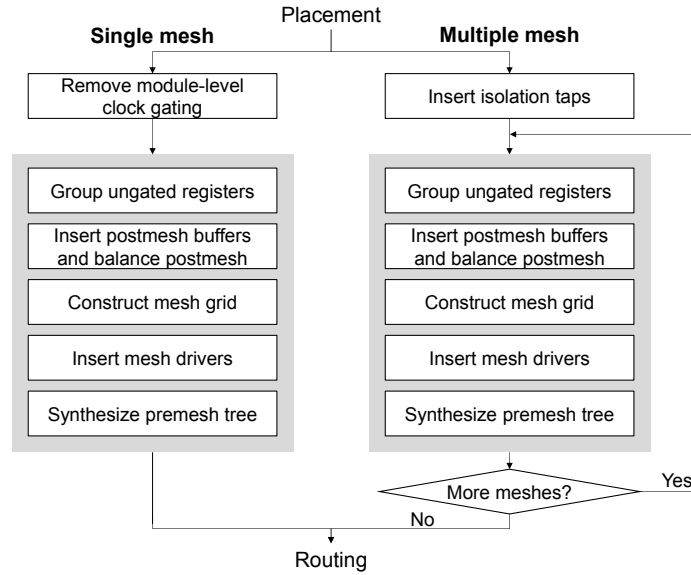 Placement
Single mesh
Multiple mesh
Remove module-level
clock gating
Insert isolation taps
Group ungated registers
Insert postmesh buffers
and balance postmesh
Construct mesh grid
Insert mesh drivers
Synthesize premesh tree
Group ungated registers
Insert postmesh buffers
and balance postmesh
Construct mesh grid
Insert mesh drivers
Synthesize premesh tree
More meshes?
Yes
No
Routing